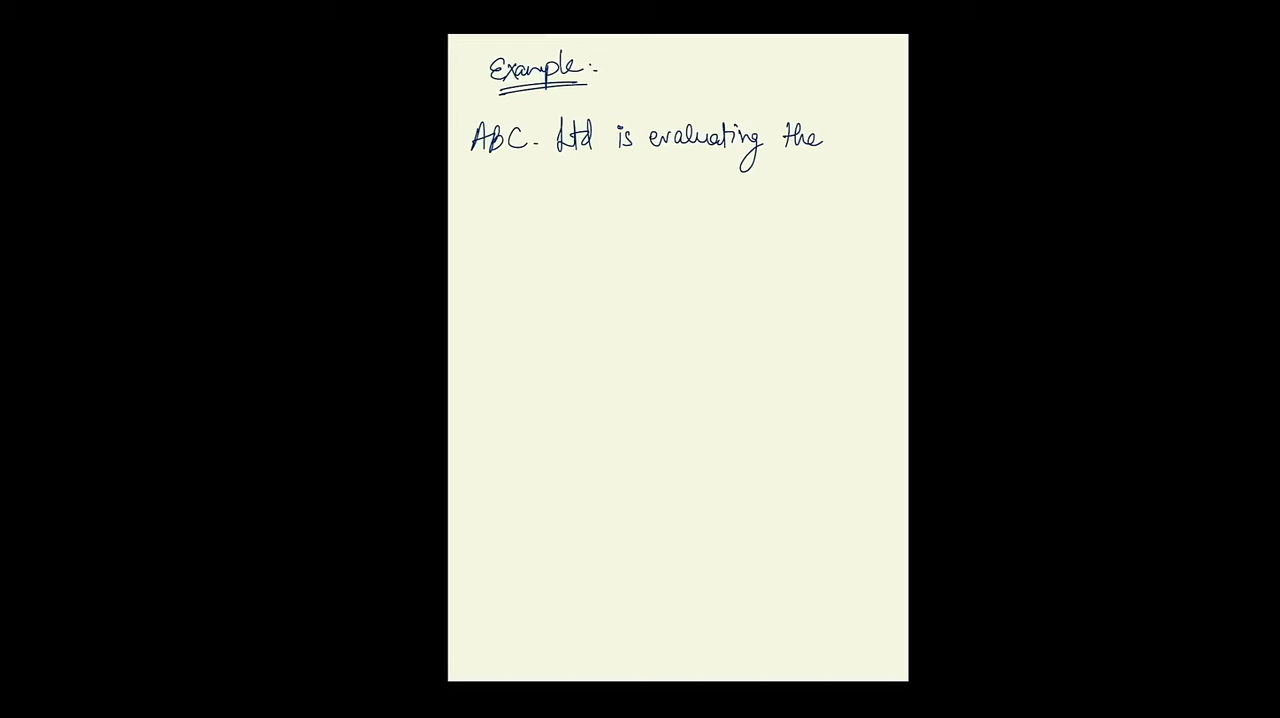 Example:-
ABC. Ltd is evaluating the